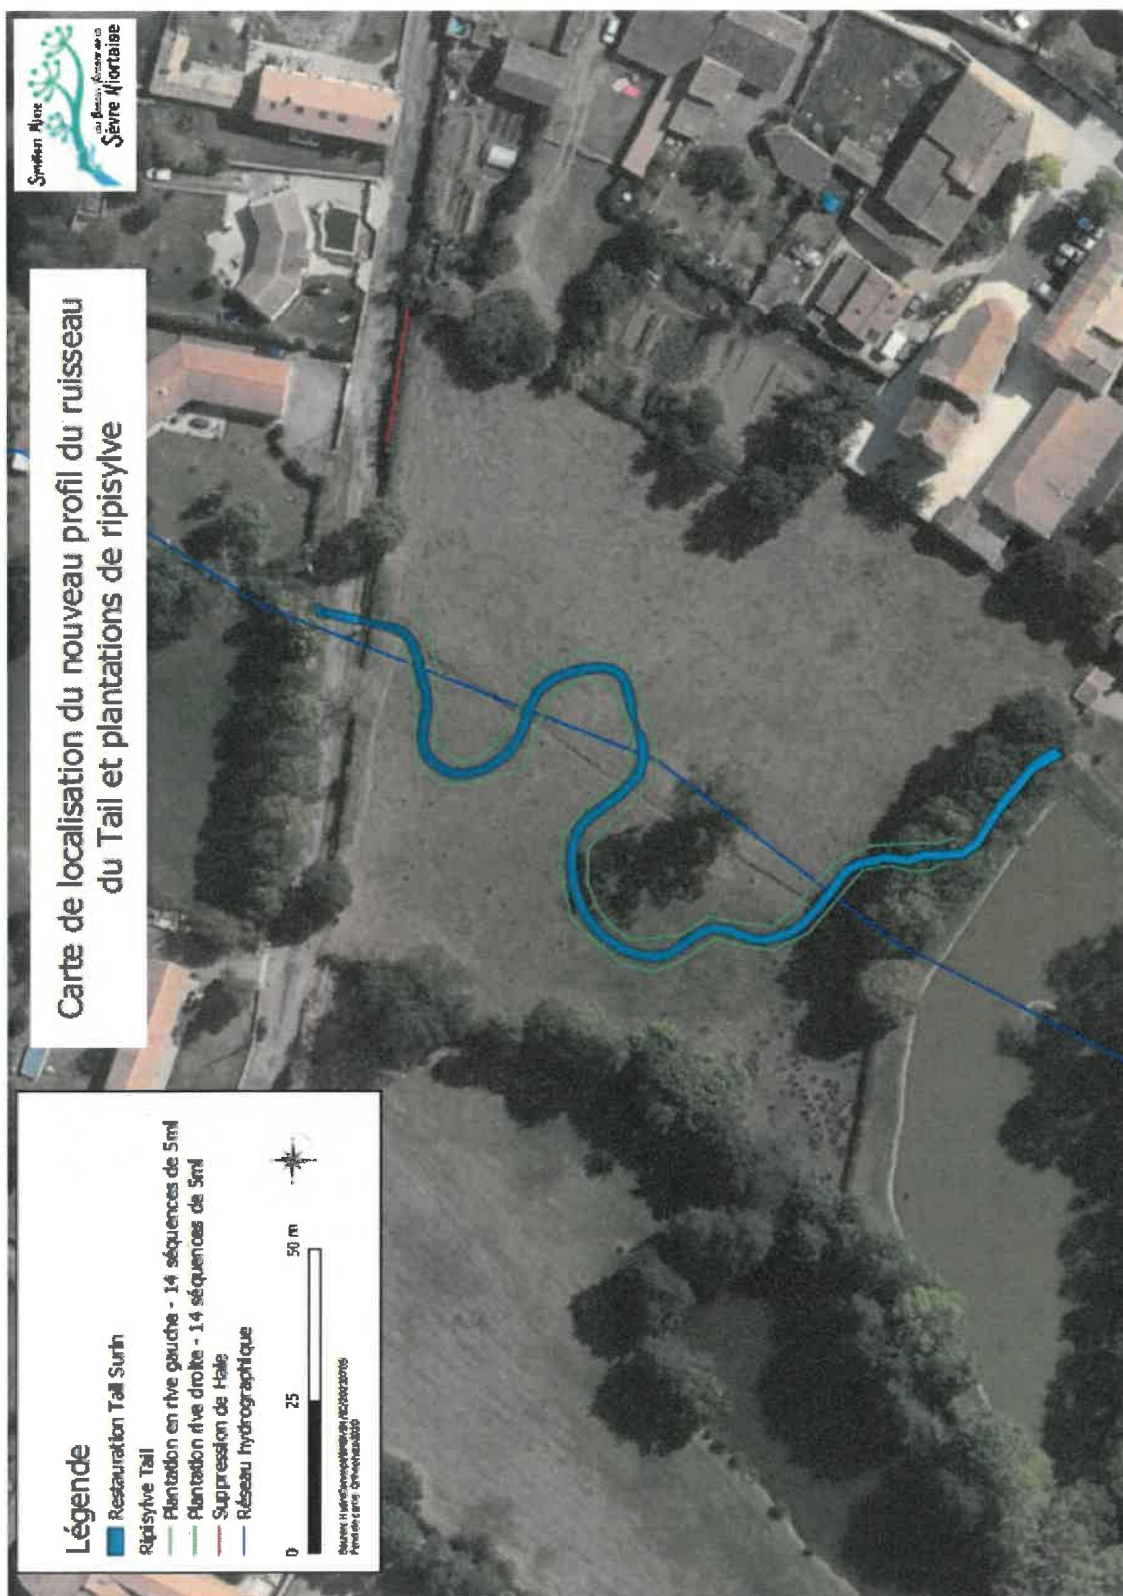 Carte de localisation du nouveau profil du ruisseau
du Tail et plantations de ripisylve
Sèvre Niortaise
Légende
Restauration Tail Surin
Ripisylve Tail
Plantation en rive gauche - 14 séquences de 5ml
Plantation rive droite - 14 séquences de 5ml
Supression de Haie
Réseau hydrographique
0
25
50 m